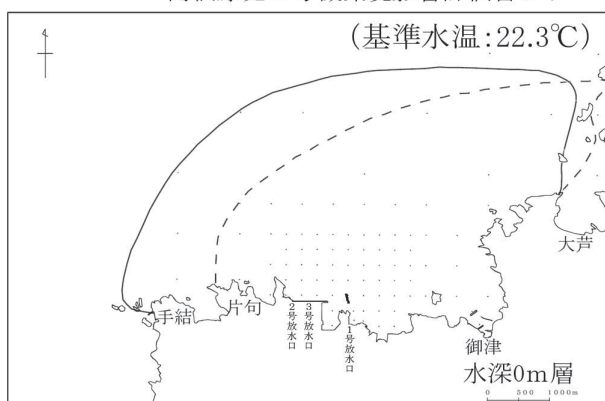 (基準水温:22.3℃)
大芦
手結
片句
2号放水口
3号放水口
1号放水口
御津
水深0m層
0 500 1000m